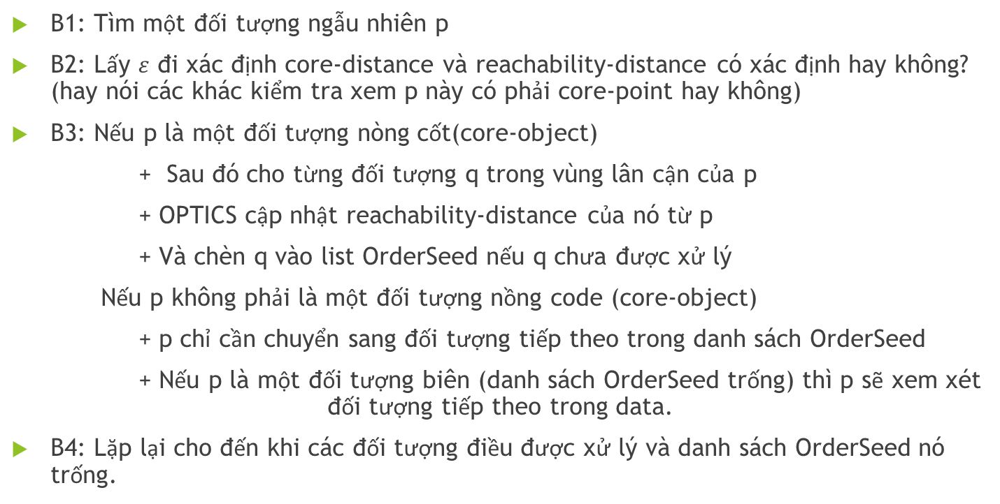 B1: Tìm một đối tượng ngẫu nhiên p
B2: Lấy ε đi xác định core-distance và reachability-distance có xác định hay không?
(hay nói các khác kiểm tra xem p này có phải core-point hay không)
B3: Nếu p là một đối tượng nòng cốt(core-object)
+ Sau đó cho từng đối tượng q trong vùng lân cận của p
+ OPTICS cập nhật reachability-distance của nó từ p
+ Và chèn q vào list OrderSeed nếu q chưa được xử lý
Nếu p không phải là một đối tượng nồng code (core-object)
+ p chỉ cần chuyển sang đối tượng tiếp theo trong danh sách OrderSeed
+ Nếu p là một đối tượng biên (danh sách OrderSeed trống) thì p sẽ xem xét
đối tượng tiếp theo trong data.
B4: Lặp lại cho đến khi các đối tượng điều được xử lý và danh sách OrderSeed nó
trống.